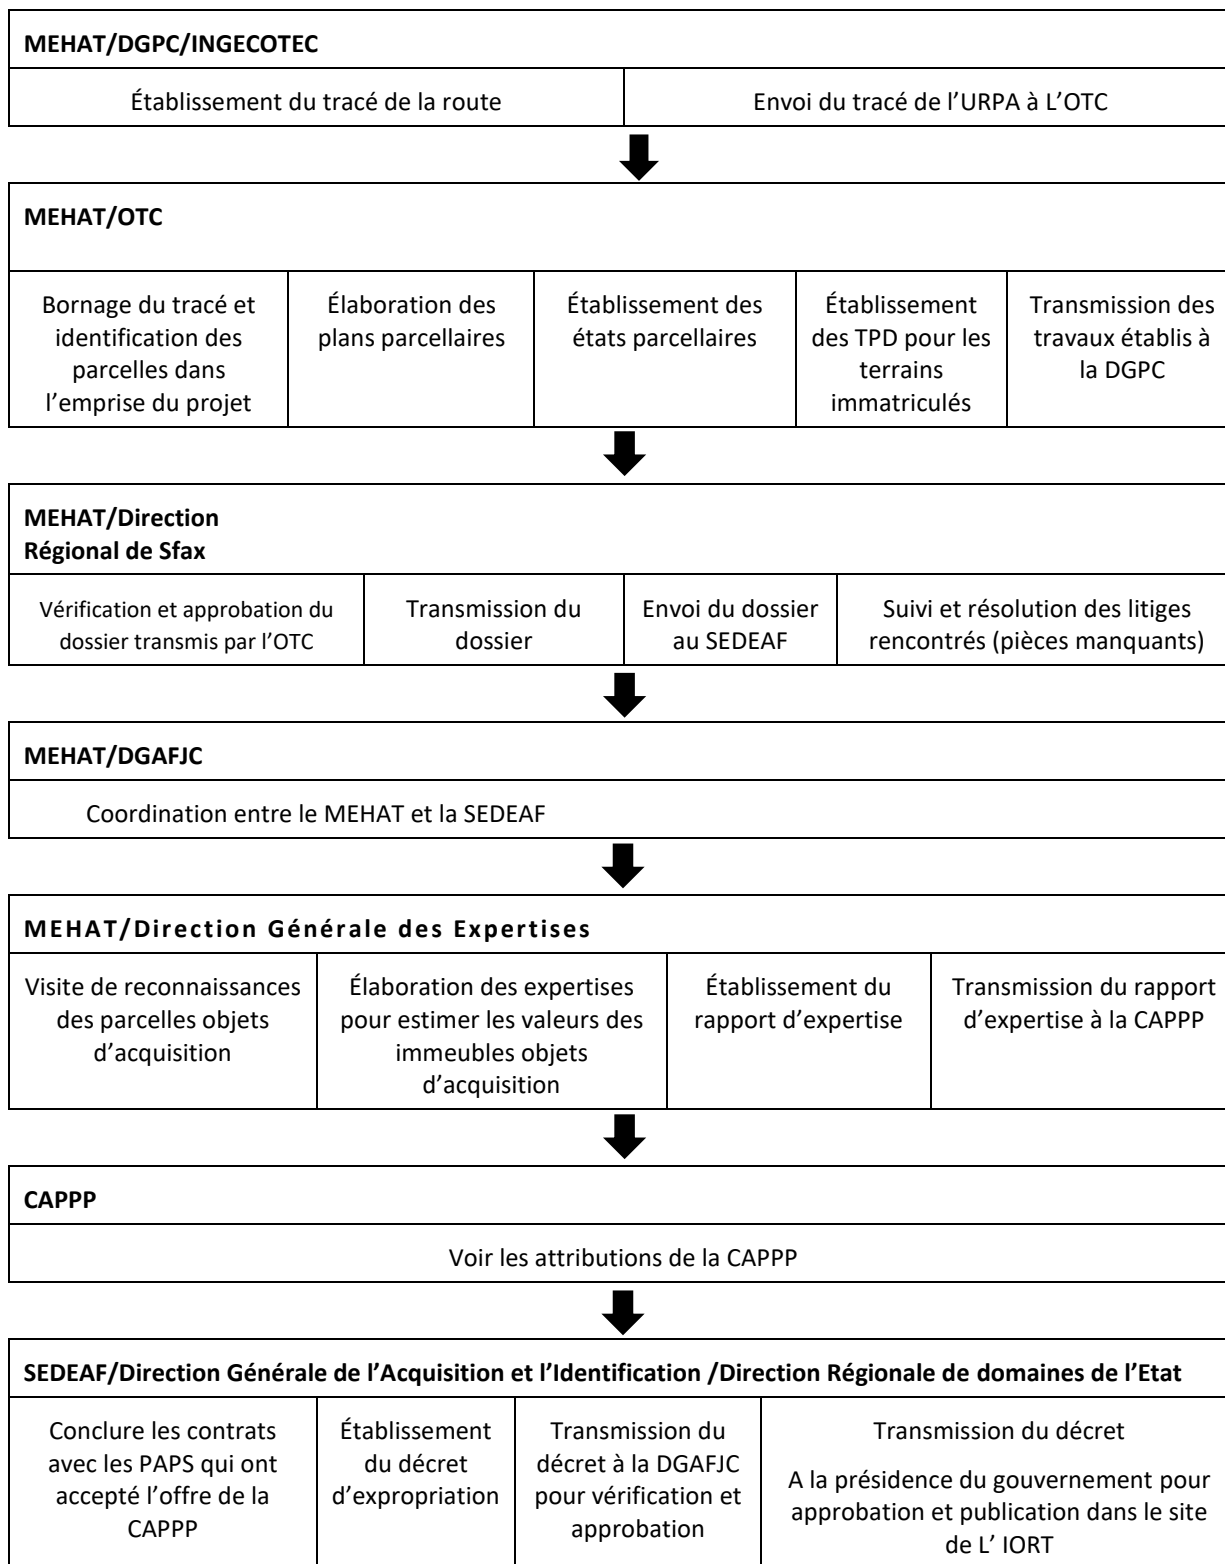 MEHAT/DGPC/INGECOTEC
Établissement du tracé de la route
Envoi du tracé de l’URPA à L’OTC
MEHAT/OTC
Bornage du tracé et
identification des
parcelles dans
l’emprise du projet
Élaboration des
plans parcellaires
Établissement des
états parcellaires
Établissement
des TPD pour les
terrains
immatriculés
Transmission des
travaux établis à
la DGPC
MEHAT/Direction
Régional de Sfax
Vérification et approbation du
dossier transmis par l’OTC
Transmission du
dossier
Envoi du dossier
au SEDEAF
Suivi et résolution des litiges
rencontrés (pièces manquants)
MEHAT/DGAFJC
Coordination entre le MEHAT et la SEDEAF
MEHAT/Direction Générale des Expertises
Visite de reconnaissances
des parcelles objets
d’acquisition
Élaboration des expertises
pour estimer les valeurs des
immeubles objets
d’acquisition
Établissement du
rapport d’expertise
Transmission du rapport
d’expertise à la CAPPP
CAPPP
Voir les attributions de la CAPPP
SEDEAF/Direction Générale de l’Acquisition et l’Identification /Direction Régionale de domaines de l’Etat
Conclure les contrats
avec les PAPS qui ont
accepté l’offre de la
CAPPP
Établissement
du décret
d’expropriation
Transmission du
décret à la DGAFJC
pour vérification et
approbation
Transmission du décret
A la présidence du gouvernement pour
approbation et publication dans le site
de L’ IORT